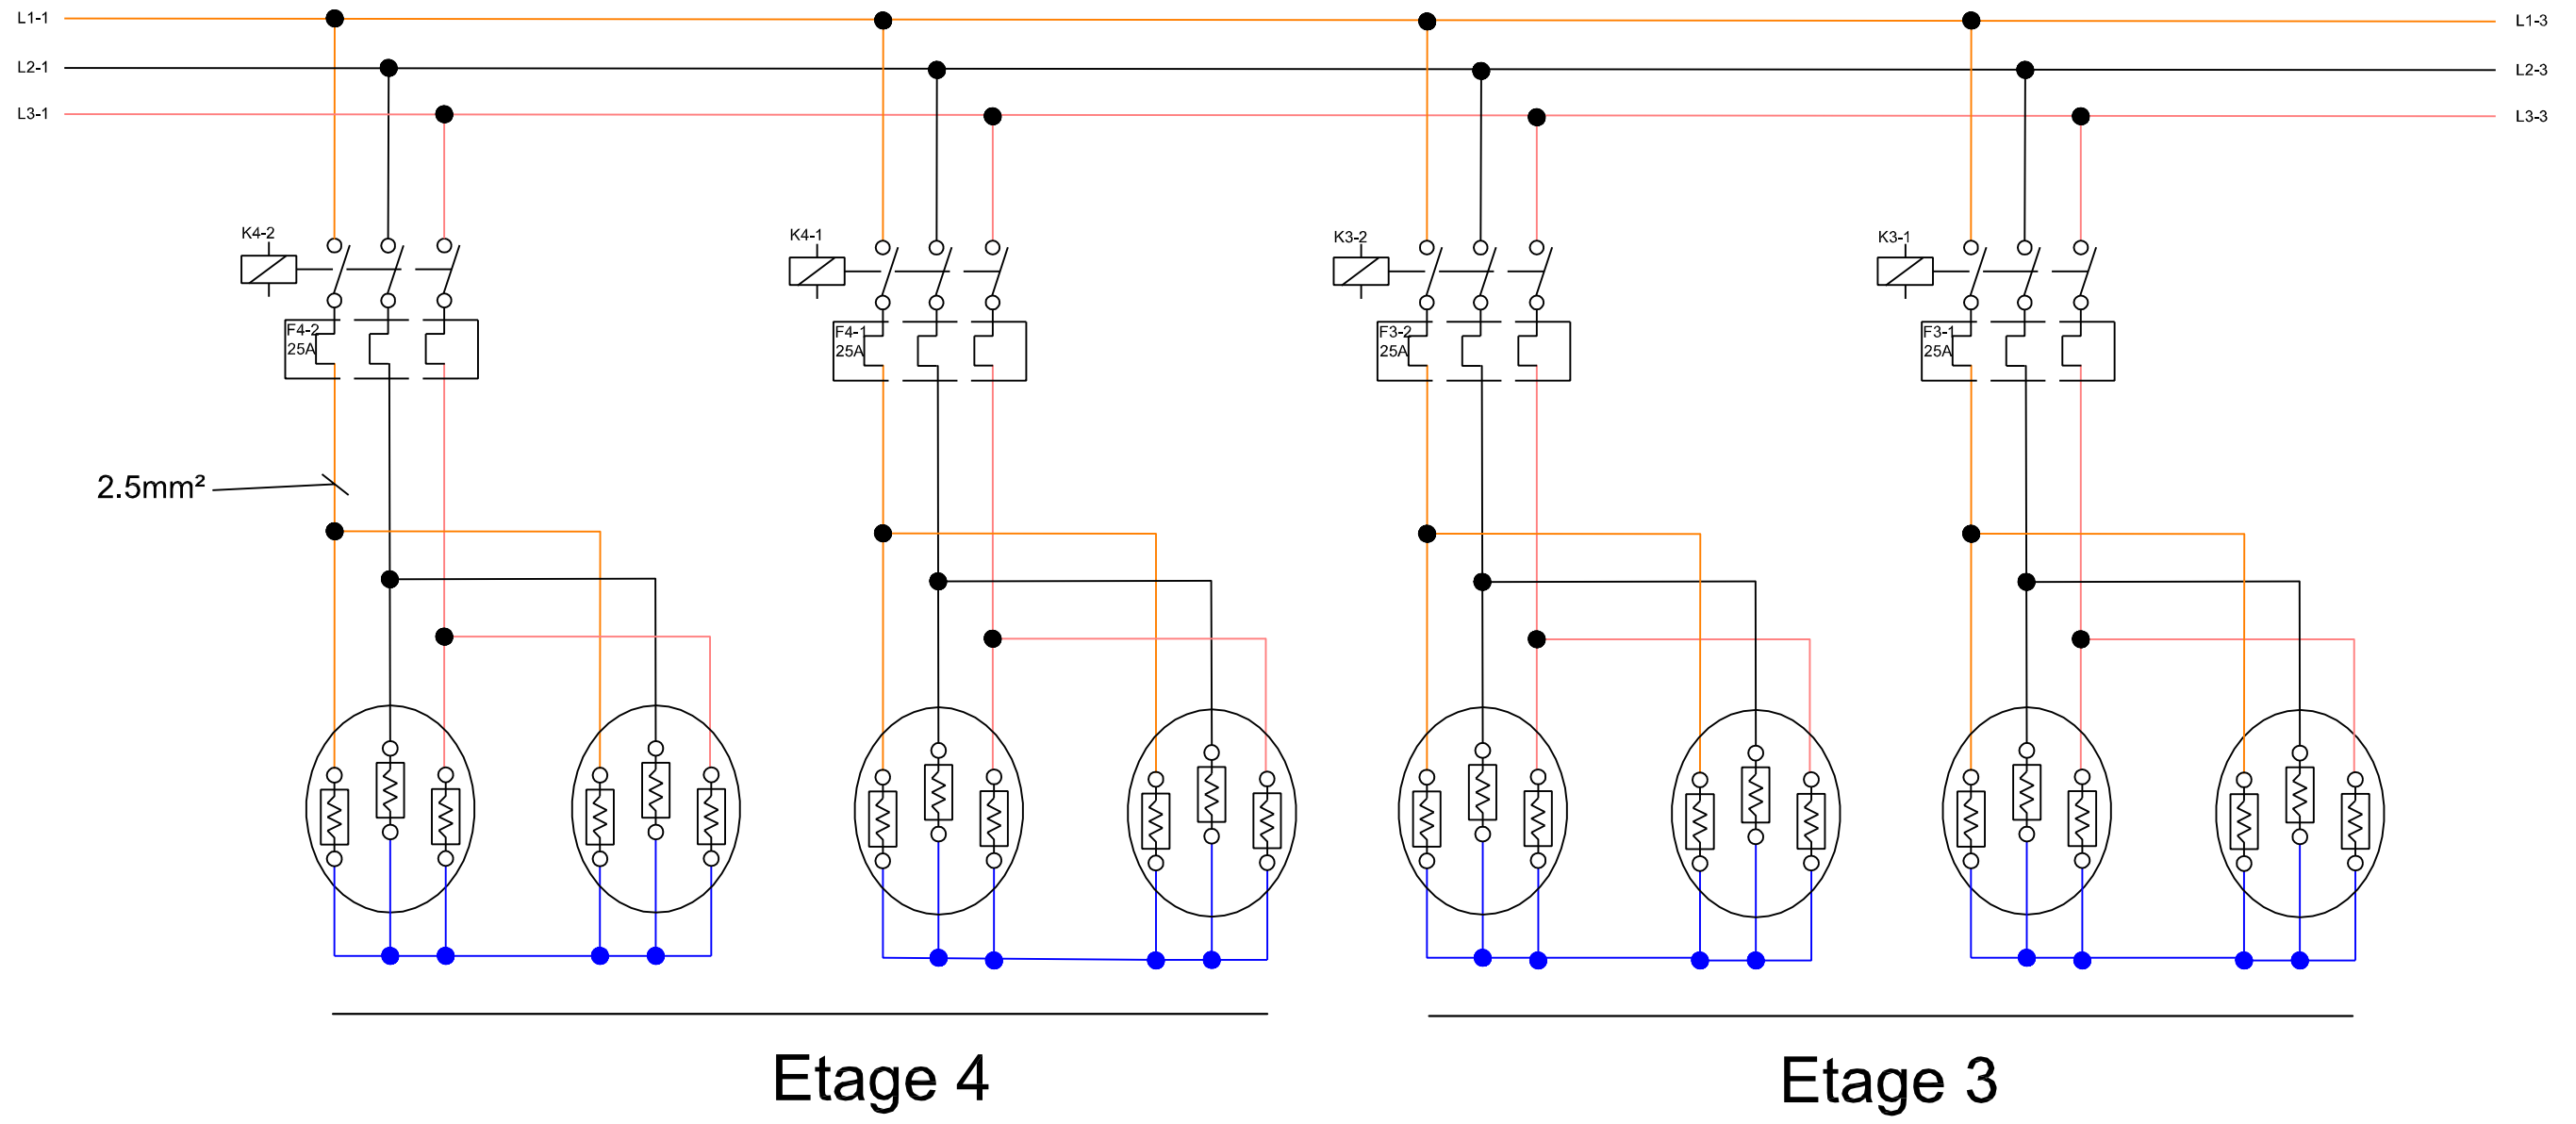 L1-1
L1-3
L2-1
L2-3
L3-1
L3-3
K4-2
K4-1
K3-2
K3-1
F4-2
25A
F4-1
25A
F3-2
25A
F3-1
25A
2.5mm²
Etage 4
Etage 3